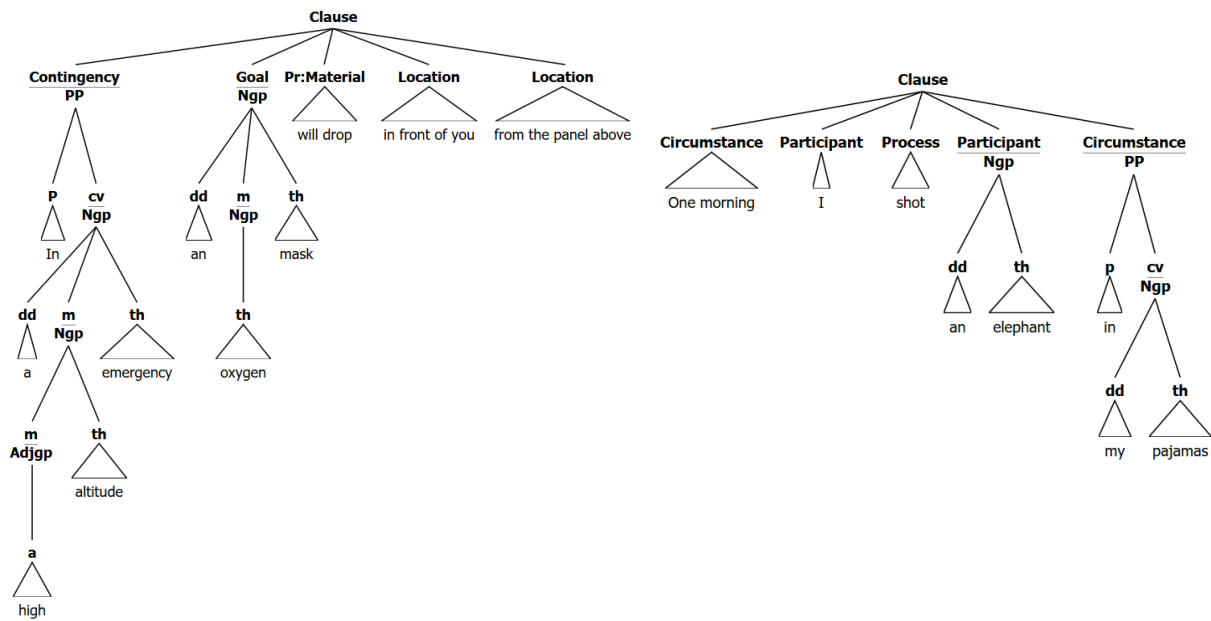 Clause
Contingency
PP
Goal
Ngp
Pr:Material
Location
Location
will drop
in front of you
from the panel above
P
cv
Ngp
dd
m
Ngp
th
In
an
mask
dd
m
Ngp
th
th
a
emergency
oxygen
m
Adjgp
th
altitude
a
high
Clause
Circumstance
Participant
Process
Participant
Ngp
Circumstance
PP
One morning
I
shot
dd
th
p
cv
Ngp
an
elephant
in
dd
th
my
pajamas